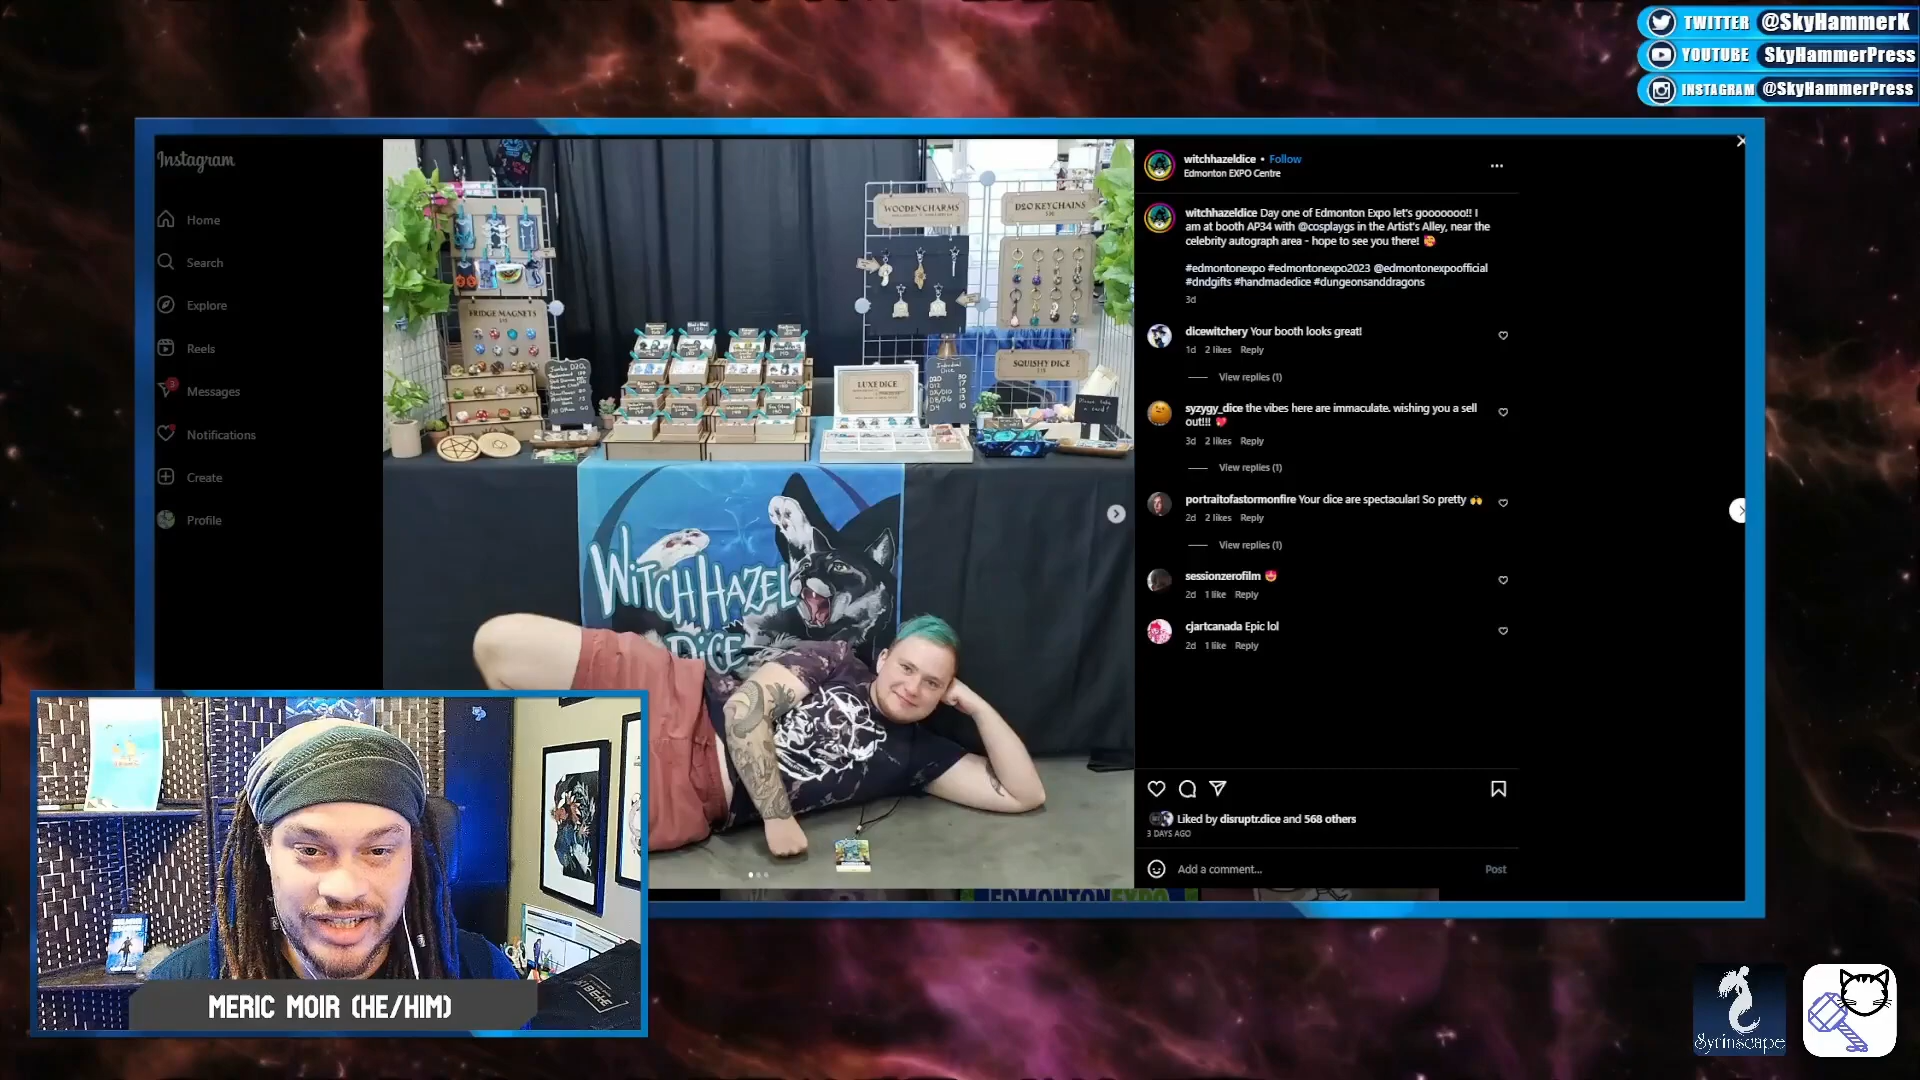 TWITTER @SkyHammerK
YOUTUBE SkyHammerPress
INSTAGRAM @SkyHammerPress
Instagram
Home
Search
Explore
Reels
3
Messages
Notifications
Create
Profile
WOODEN CHARMS
D20 KEYCHAINS
FRIDGE MAGNETS
LUXE DICE
SQUISHY DICE
WITCH HAZEL
DICE
witchhazeldice • Follow
Edmonton EXPO Centre
witchhazeldice Day one of Edmonton Expo let's gooooooo!! I
am at booth AP34 with @cosplaygs in the Artist's Alley, near the
celebrity autograph area - hope to see you there! 🥰
#edmontonexpo #edmontonexpo2023 @edmontonexpoofficial
#dndgifts #handmadedice #dungeonsanddragons
3d
dicewitchery Your booth looks great!
1d 2 likes Reply
View replies (1)
syzygy_dice the vibes here are immaculate. wishing you a sell
out!!! 💖
3d 2 likes Reply
View replies (1)
portraitofastormonfire Your dice are spectacular! So pretty 🙌
2d 2 likes Reply
View replies (1)
sessionzerofilm 😍
2d 1 like Reply
cjartcanada Epic lol
2d 1 like Reply
Liked by disruptr.dice and 568 others
3 DAYS AGO
Add a comment...
Post
EDMONTON EXPO
MERIC MOIR (HE/HIM)
Syrinscape